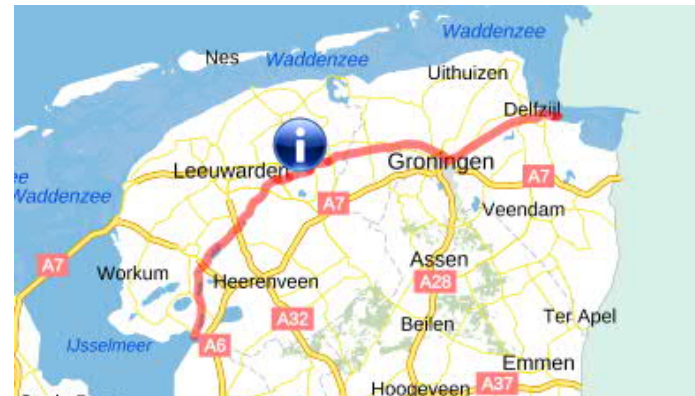 Waddenzee
Nes
Waddenzee
Uithuizen
Delfzijl
i
Leeuwarden
Groningen
Waddenzee
A7
A7
Veendam
A7
Workum
Heerenveen
Assen
A28
A32
Beilen
Ter Apel
IJsselmeer
A6
Emmen
Hoogeveen
A37